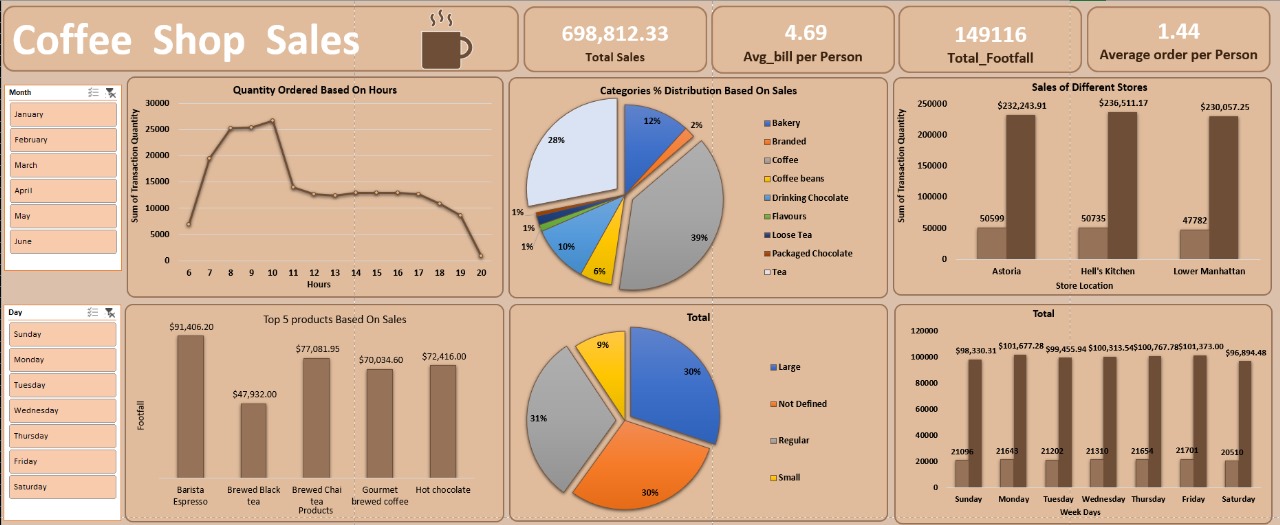 Coffee Shop Sales
698,812.33
Total Sales
4.69
Avg_bill per Person
149116
Total_Footfall
1.44
Average order per Person
Month
January
February
March
April
May
June
Quantity Ordered Based On Hours
Sum of Transaction Quantity
30000
25000
20000
15000
10000
5000
0
6 7 8 9 10 11 12 13 14 15 16 17 18 19 20
Hours
Categories % Distribution Based On Sales
12%
2%
39%
6%
10%
1%
1%
1%
28%
Bakery
Branded
Coffee
Coffee beans
Drinking Chocolate
Flavours
Loose Tea
Packaged Chocolate
Tea
Sales of Different Stores
Sum of Transaction Quantity
250000
200000
150000
100000
50000
0
$232,243.91 $236,511.17 $230,057.25
50599 50735 47782
Astoria Hell's Kitchen Lower Manhattan
Store Location
Day
Sunday
Monday
Tuesday
Wednesday
Thursday
Friday
Saturday
Top 5 products Based On Sales
Footfall
$91,406.20
$47,932.00
$77,081.95
$70,034.60
$72,416.00
Barista Espresso
Brewed Black tea
Brewed Chai tea
Gourmet brewed coffee
Hot chocolate
Products
Total
30%
30%
31%
9%
Large
Not Defined
Regular
Small
Total
120000
100000
80000
60000
40000
20000
0
$98,330.31 $101,677.28 $99,455.94 $100,313.54 $100,767.78 $101,373.00 $96,894.48
21096 21643 21202 21310 21654 21701 20510
Sunday Monday Tuesday Wednesday Thursday Friday Saturday
Week Days